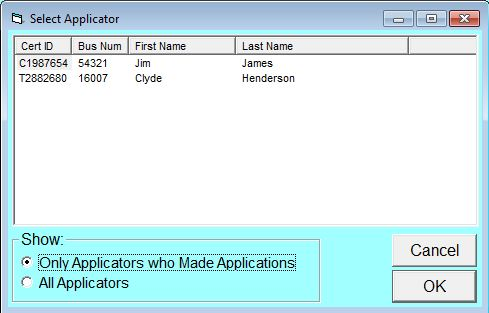 Select Applicator
Cert ID Bus Num First Name Last Name
C1987654 54321 Jim James
T2882680 16007 Clyde Henderson
Show:
Only Applicators who Made Applications
All Applicators
Cancel
OK